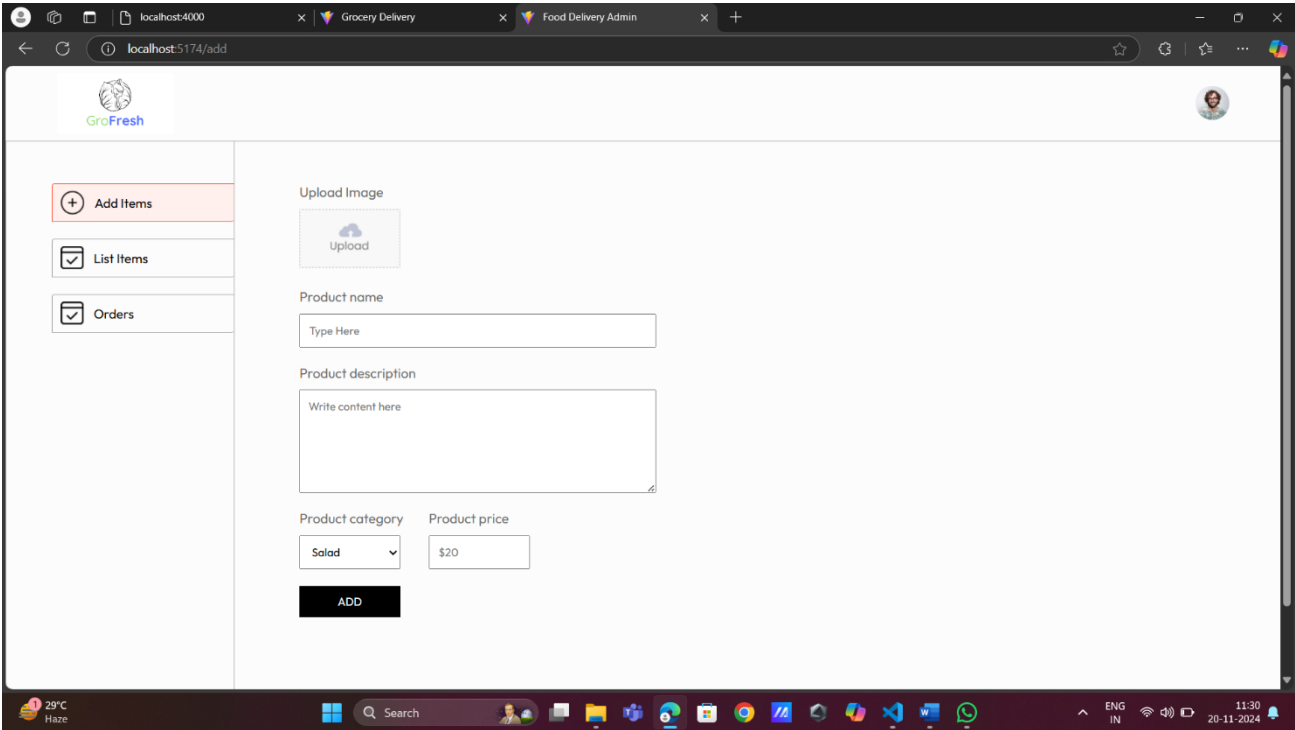 localhost:4000
Grocery Delivery
Food Delivery Admin
localhost:5174/add
GroFresh
Add Items
List Items
Orders
Upload Image
Upload
Product name
Type Here
Product description
Write content here
Product category Product price
Salad $20
ADD
1
29°C
Haze
Search
ENG
IN
11:30
20-11-2024